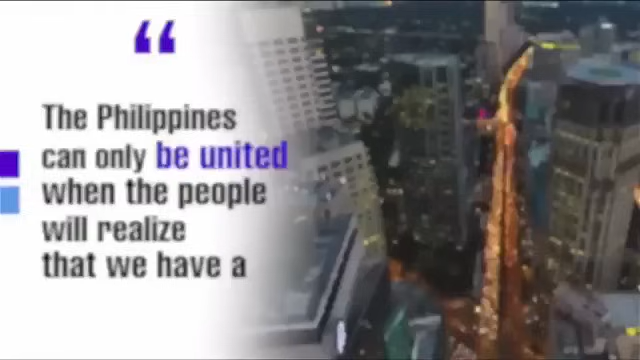 “
The Philippines
can only be united
when the people
will realize
that we have a